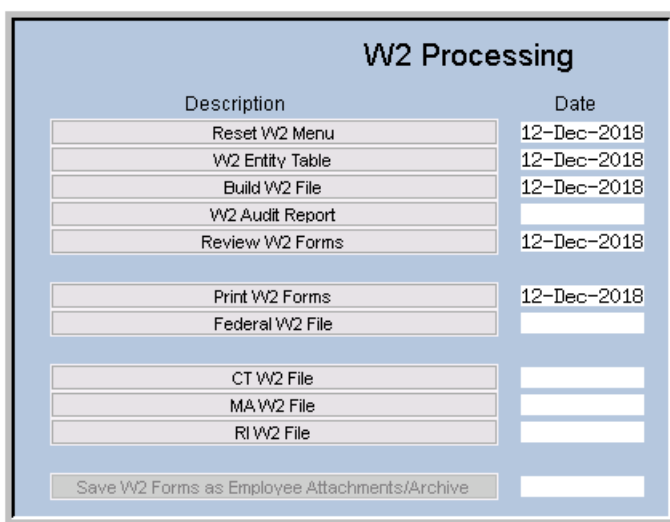 W2 Processing
Description Date
Reset W2 Menu 12-Dec-2018
W2 Entity Table 12-Dec-2018
Build W2 File 12-Dec-2018
W2 Audit Report
Review W2 Forms 12-Dec-2018
Print W2 Forms 12-Dec-2018
Federal W2 File
CT W2 File
MA W2 File
RI W2 File
Save W2 Forms as Employee Attachments/Archive